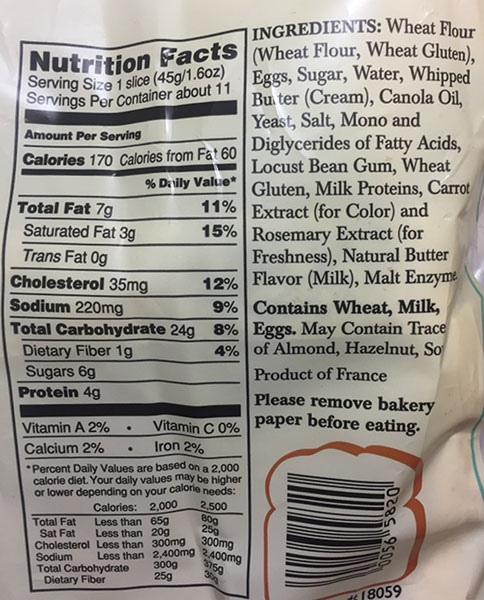 Nutrition Facts
Serving Size 1 slice (45g/1.6oz)
Servings Per Container about 11
Amount Per Serving
Calories 170 Calories from Fat 60
% Daily Value*
Total Fat 7g 11%
Saturated Fat 3g 15%
Trans Fat 0g
Cholesterol 35mg 12%
Sodium 220mg 9%
Total Carbohydrate 24g 8%
Dietary Fiber 1g 4%
Sugars 6g
Protein 4g
Vitamin A 2% • Vitamin C 0%
Calcium 2% • Iron 2%
*Percent Daily Values are based on a 2,000
calorie diet. Your daily values may be higher
or lower depending on your calorie needs:
Calories: 2,000 2,500
Total Fat Less than 65g 80g
Sat Fat Less than 20g 25g
Cholesterol Less than 300mg 300mg
Sodium Less than 2,400mg 2,400mg
Total Carbohydrate 300g 375g
Dietary Fiber 25g 30g
INGREDIENTS: Wheat Flour
(Wheat Flour, Wheat Gluten),
Eggs, Sugar, Water, Whipped
Butter (Cream), Canola Oil,
Yeast, Salt, Mono and
Diglycerides of Fatty Acids,
Locust Bean Gum, Wheat
Gluten, Milk Proteins, Carrot
Extract (for Color) and
Rosemary Extract (for
Freshness), Natural Butter
Flavor (Milk), Malt Enzyme
Contains Wheat, Milk,
Eggs. May Contain Trace
of Almond, Hazelnut, So
Product of France
Please remove bakery
paper before eating.
18059